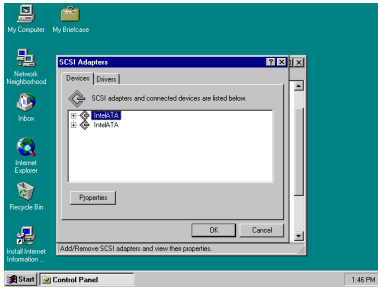 My Computer
My Briefcase
Network
Neighborhood
Inbox
Internet
Explorer
Recycle Bin
Install Internet
Information ...
SCSI Adapters
Devices
Drivers
SCSI adapters and connected devices are listed below.
IntelATA
IntelATA
Properties
OK
Cancel
Add/Remove SCSI adapters and view their properties.
Start
Control Panel
1:46 PM